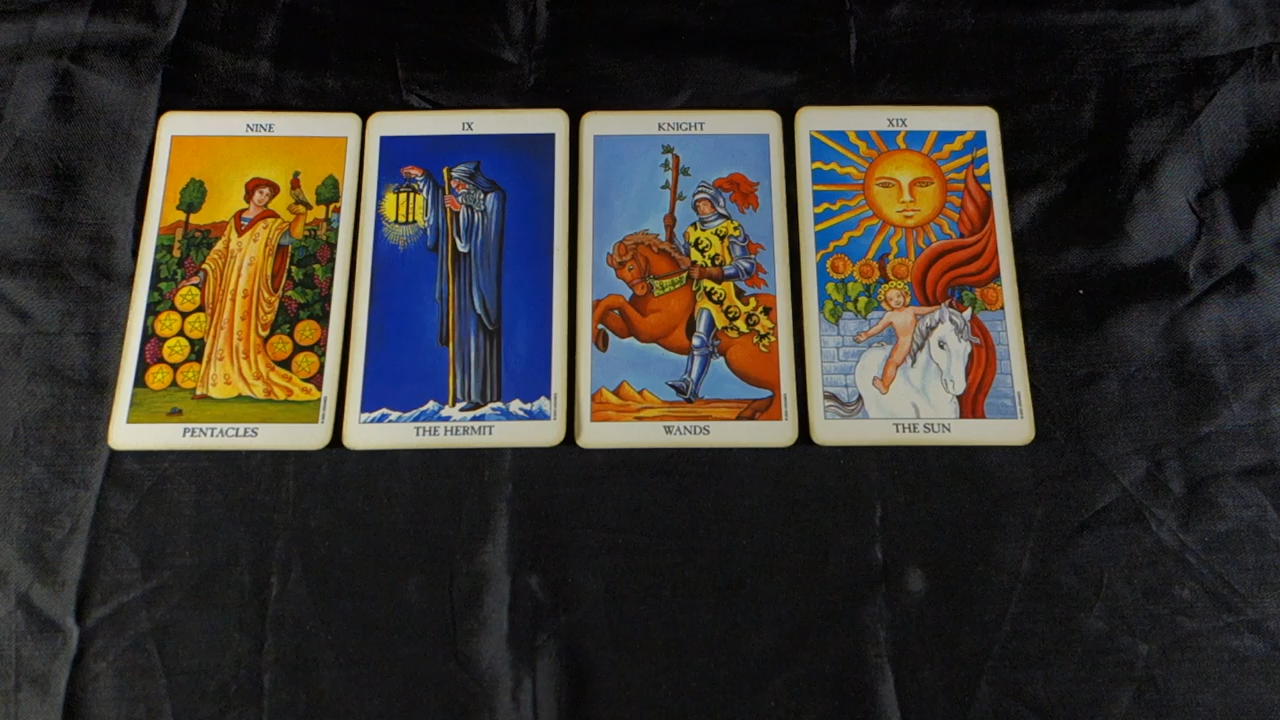 NINE
PENTACLES
IX
THE HERMIT
KNIGHT
WANDS
XIX
THE SUN